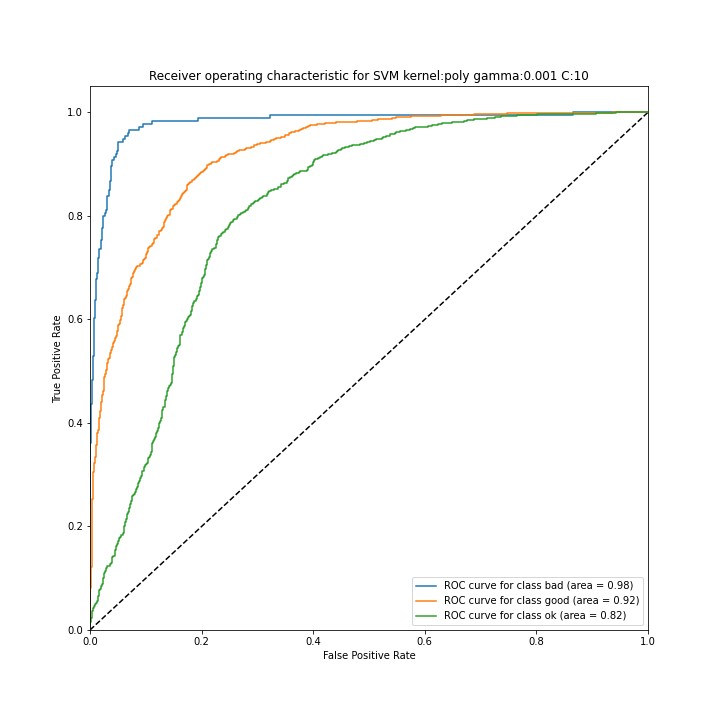 Receiver operating characteristic for SVM kernel:poly gamma:0.001 C:10
1.0
0.8
0.6
0.4
0.2
0.0
True Positive Rate
0.0 0.2 0.4 0.6 0.8 1.0
False Positive Rate
ROC curve for class bad (area = 0.98)
ROC curve for class good (area = 0.92)
ROC curve for class ok (area = 0.82)